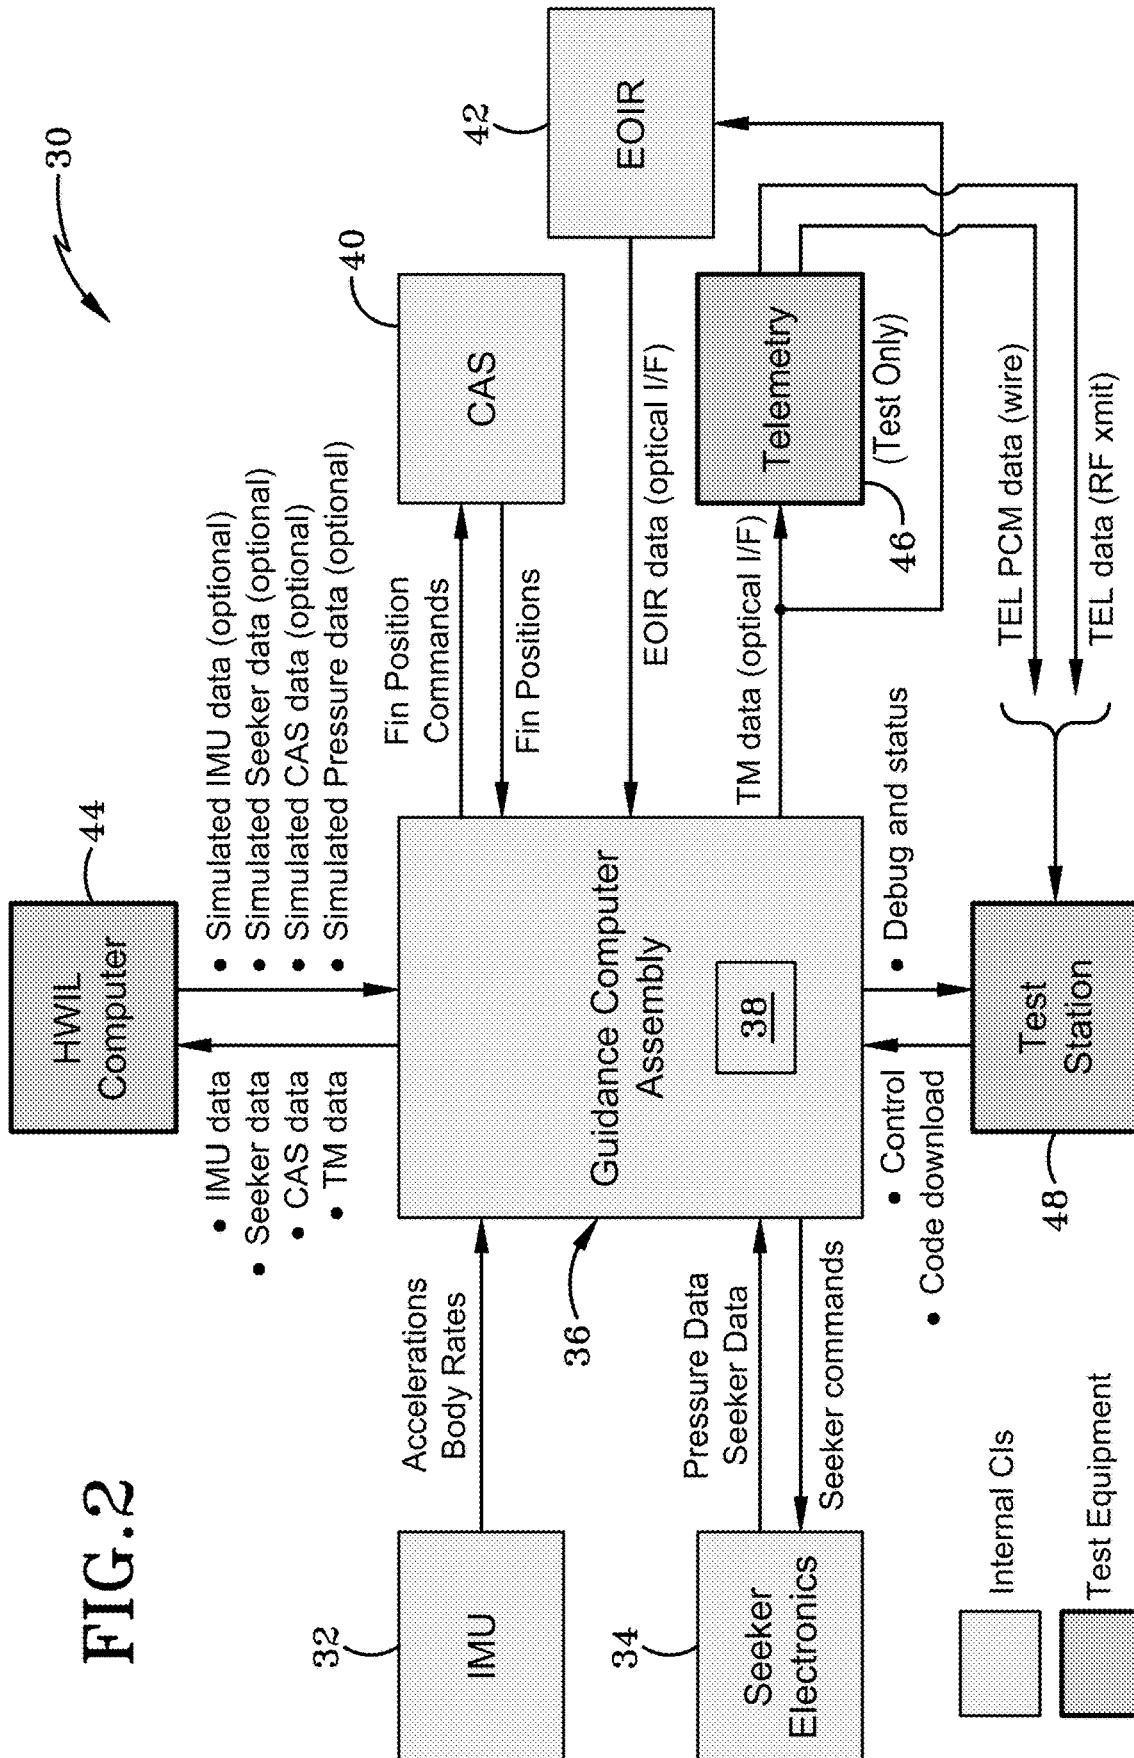 FIG.2
30
44
HWIL
Computer
IMU data
Seeker data
CAS data
TM data
Simulated IMU data (optional)
Simulated Seeker data (optional)
Simulated CAS data (optional)
Simulated Pressure data (optional)
32
IMU
Accelerations
Body Rates
36
Guidance Computer
Assembly
38
Fin Position
Commands
Fin Positions
40
CAS
42
EOIR
EOIR data (optical I/F)
34
Seeker
Electronics
Pressure Data
Seeker Data
Seeker commands
TM data (optical I/F)
46
Telemetry
(Test Only)
Control
Code download
Debug and status
48
Test
Station
TEL PCM data (wire)
TEL data (RF xmit)
Internal CIs
Test Equipment